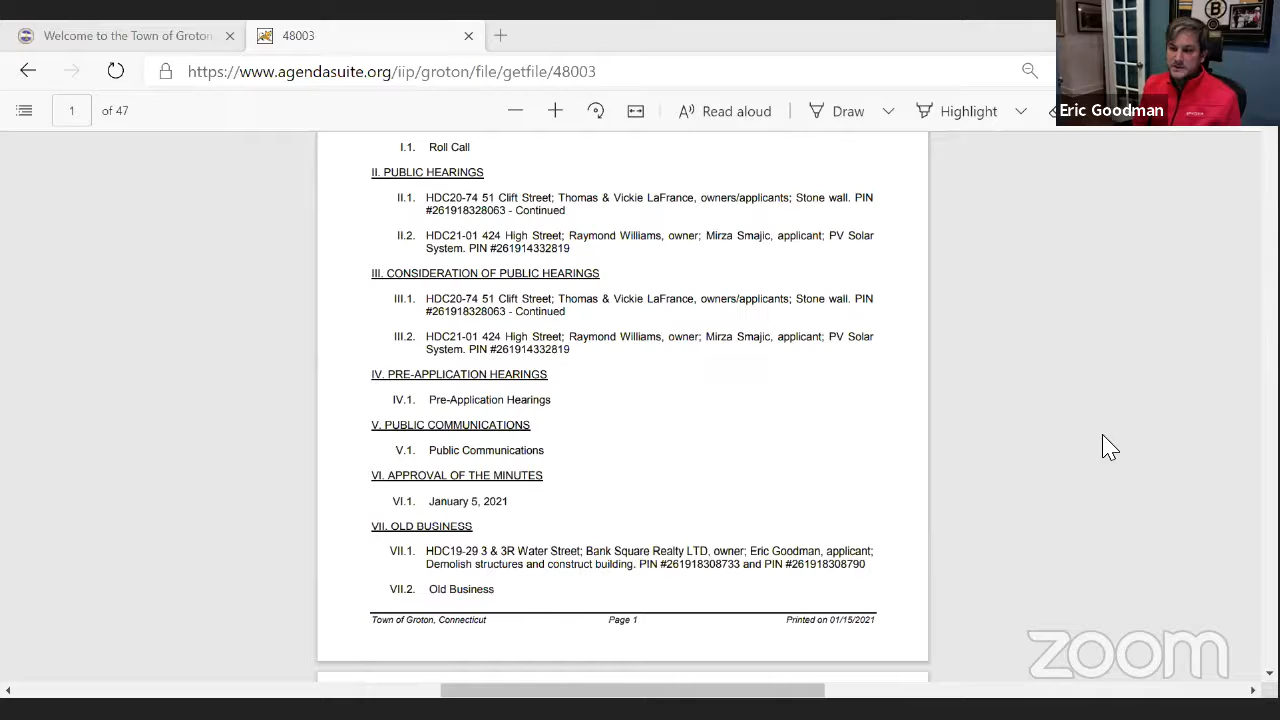 Welcome to the Town of Groton
48003
https://www.agendasuite.org/iip/groton/file/getfile/48003
1 of 47
Read aloud
Draw
Highlight
Eric Goodman
I.1. Roll Call
II. PUBLIC HEARINGS
II.1. HDC20-74 51 Clift Street; Thomas & Vickie LaFrance, owners/applicants; Stone wall. PIN
#261918328063 - Continued
II.2. HDC21-01 424 High Street; Raymond Williams, owner; Mirza Smajic, applicant; PV Solar
System. PIN #261914332819
III. CONSIDERATION OF PUBLIC HEARINGS
III.1. HDC20-74 51 Clift Street; Thomas & Vickie LaFrance, owners/applicants; Stone wall. PIN
#261918328063 - Continued
III.2. HDC21-01 424 High Street; Raymond Williams, owner; Mirza Smajic, applicant; PV Solar
System. PIN #261914332819
IV. PRE-APPLICATION HEARINGS
IV.1. Pre-Application Hearings
V. PUBLIC COMMUNICATIONS
V.1. Public Communications
VI. APPROVAL OF THE MINUTES
VI.1. January 5, 2021
VII. OLD BUSINESS
VII.1. HDC19-29 3 & 3R Water Street; Bank Square Realty LTD, owner; Eric Goodman, applicant;
Demolish structures and construct building. PIN #261918308733 and PIN #261918308790
VII.2. Old Business
Town of Groton, Connecticut Page 1 Printed on 01/15/2021
zoom